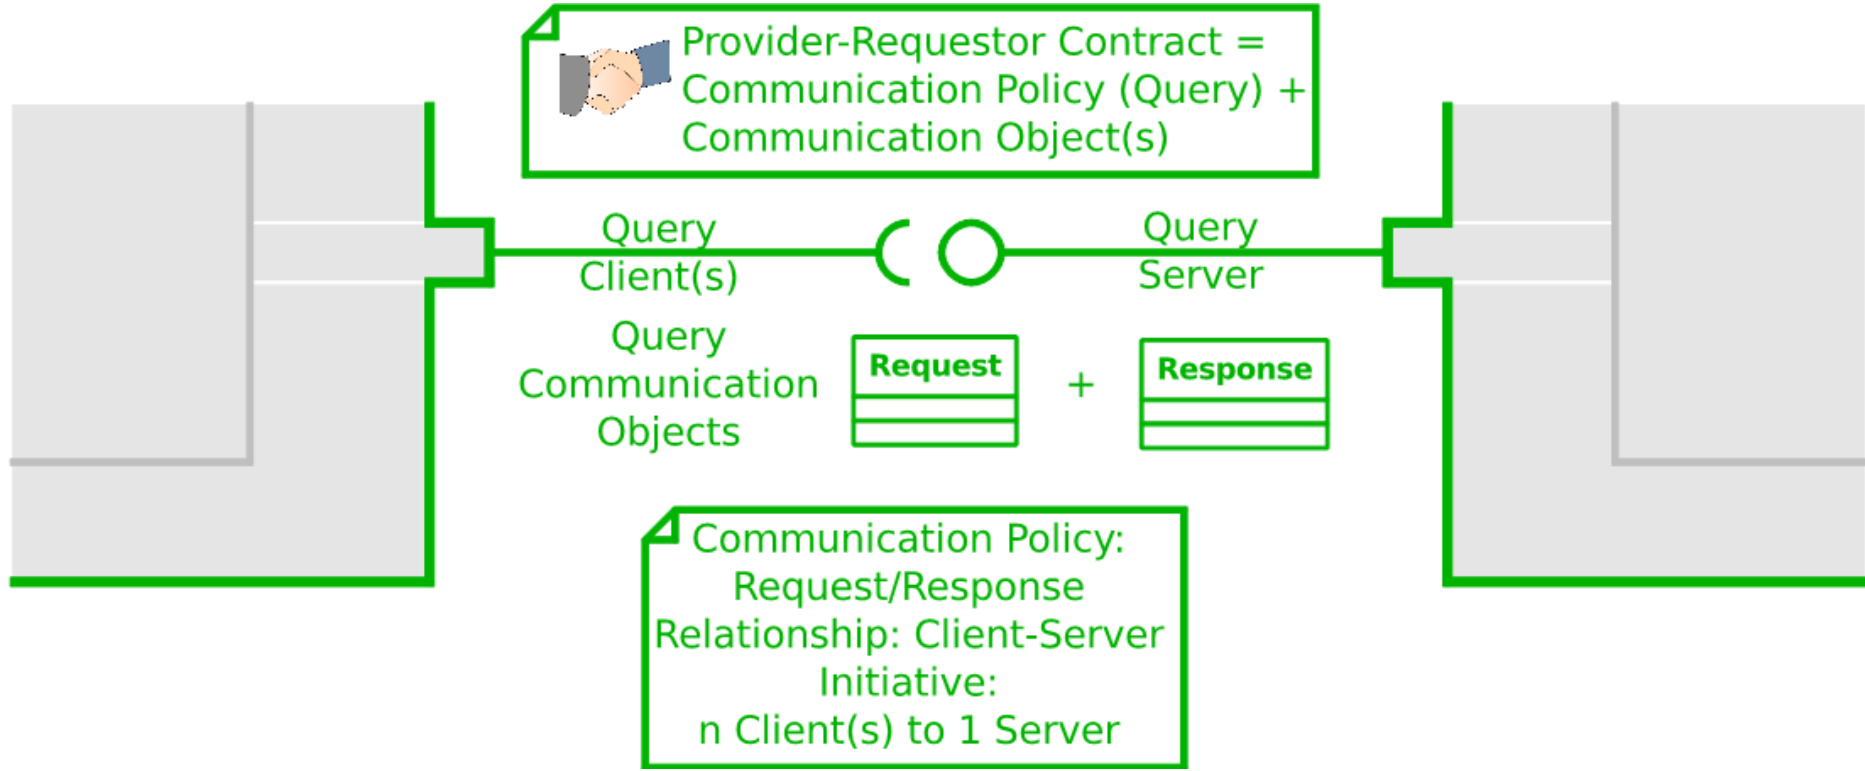 Provider-Requestor Contract =
Communication Policy (Query) +
Communication Object(s)
Query
Client(s)
Query
Server
Query
Communication
Objects
Request
+
Response
Communication Policy:
Request/Response
Relationship: Client-Server
Initiative:
n Client(s) to 1 Server